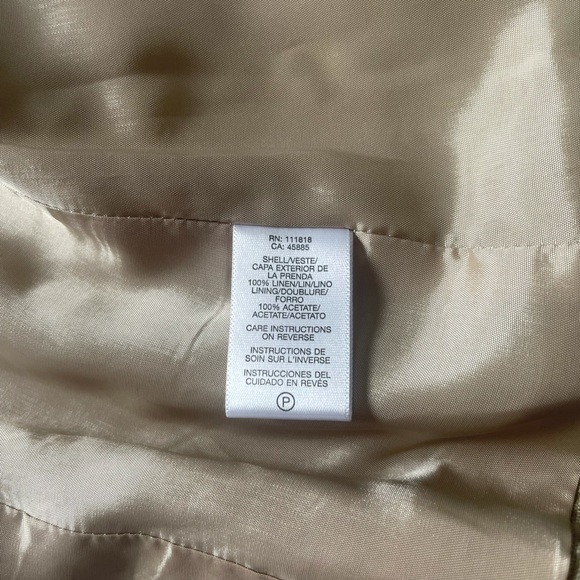 RN: 111818
CA: 45885
SHELL/VESTE/
CAPA EXTERIOR DE
LA PRENDA
100% LINEN/LIN/LINO
LINING/DOUBLURE/
FORRO
100% ACETATE/
ACETATE/ACETATO
CARE INSTRUCTIONS
ON REVERSE
INSTRUCTIONS DE
SOIN SUR L'INVERSE
INSTRUCCIONES DEL
CUIDADO EN REVÉS
P